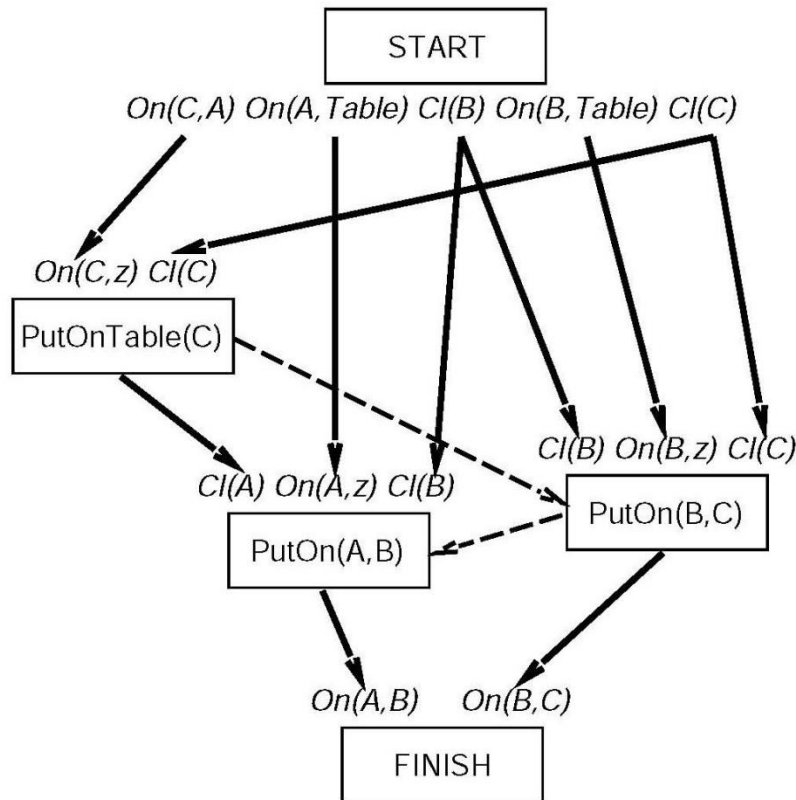 START
On(C,A) On(A,Table) Cl(B) On(B,Table) Cl(C)
On(C,z) Cl(C)
PutOnTable(C)
Cl(B) On(B,z) Cl(C)
Cl(A) On(A,z) Cl(B)
PutOn(B,C)
PutOn(A,B)
On(A,B) On(B,C)
FINISH